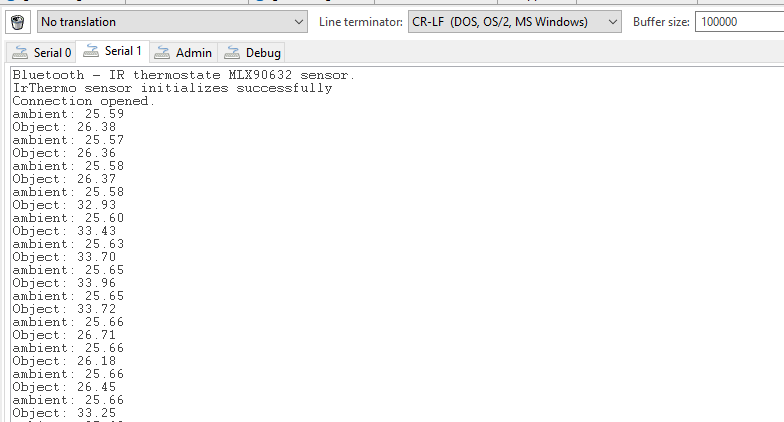 No translation Line terminator: CR-LF (DOS, OS/2, MS Windows) Buffer size: 100000
Serial 0 Serial 1 Admin Debug
Bluetooth - IR thermostate MLX90632 sensor.
IrThermo sensor initializes successfully
Connection opened.
ambient: 25.59
Object: 26.38
ambient: 25.57
Object: 26.36
ambient: 25.58
Object: 26.37
ambient: 25.58
Object: 32.93
ambient: 25.60
Object: 33.43
ambient: 25.63
Object: 33.70
ambient: 25.65
Object: 33.96
ambient: 25.65
Object: 33.72
ambient: 25.66
Object: 26.71
ambient: 25.66
Object: 26.18
ambient: 25.66
Object: 26.45
ambient: 25.66
Object: 33.25